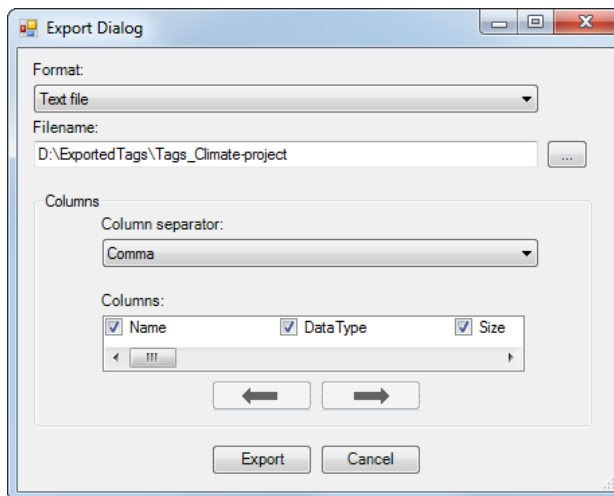 Export Dialog
Format:
Text file
Filename:
D:\ExportedTags\Tags_Climate-project
...
Columns
Column separator:
Comma
Columns:
Name DataType Size
Export Cancel